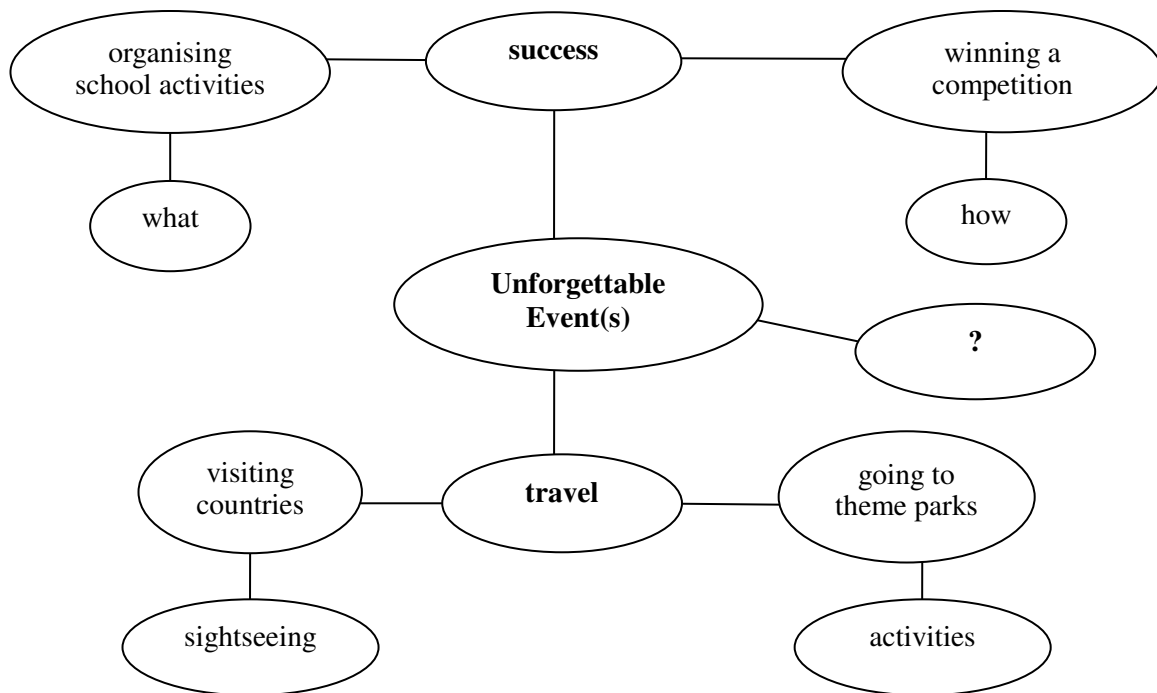 organising
school activities
success
winning a
competition
what
how
Unforgettable
Event(s)
?
visiting
countries
travel
going to
theme parks
sightseeing
activities